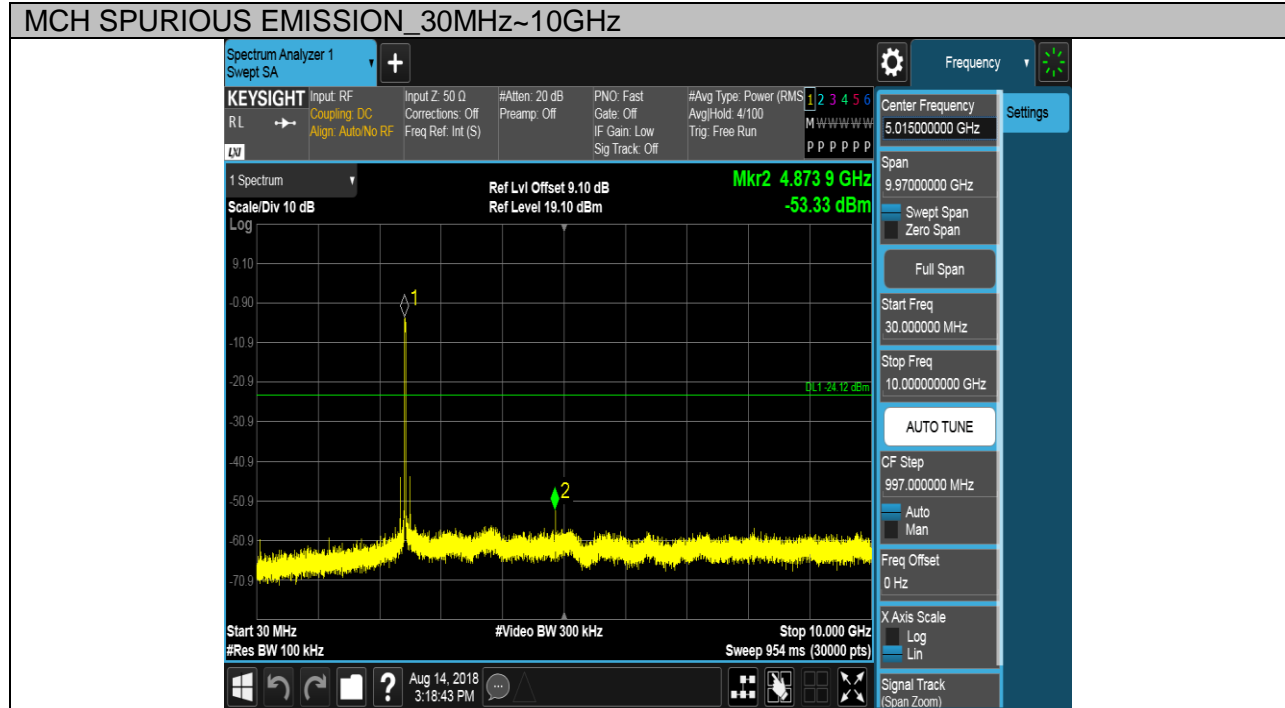 MCH SPURIOUS EMISSION_30MHz~10GHz
Spectrum Analyzer 1
Swept SA
+
Frequency
KEYSIGHT
RL
LXI
Input: RF
Coupling: DC
Align: Auto/No RF
Input Z: 50 Ω
Corrections: Off
Freq Ref: Int (S)
#Atten: 20 dB
Preamp: Off
PNO: Fast
Gate: Off
IF Gain: Low
Sig Track: Off
#Avg Type: Power (RMS
Avg|Hold: 4/100
Trig: Free Run
1 2 3 4 5 6
M W W W W W
P P P P P P
1 Spectrum
Scale/Div 10 dB
Ref Lvl Offset 9.10 dB
Ref Level 19.10 dBm
Mkr2 4.873 9 GHz
-53.33 dBm
Log
9.10
-0.90
-10.9
-20.9
-30.9
-40.9
-50.9
-60.9
-70.9
1
2
DL1 -24.12 dBm
Start 30 MHz
#Res BW 100 kHz
#Video BW 300 kHz
Stop 10.000 GHz
Sweep 954 ms (30000 pts)
?
Aug 14, 2018
3:18:43 PM
Center Frequency
5.015000000 GHz
Settings
Span
9.97000000 GHz
Swept Span
Zero Span
Full Span
Start Freq
30.000000 MHz
Stop Freq
10.000000000 GHz
AUTO TUNE
CF Step
997.000000 MHz
Auto
Man
Freq Offset
0 Hz
X Axis Scale
Log
Lin
Signal Track
(Span Zoom)